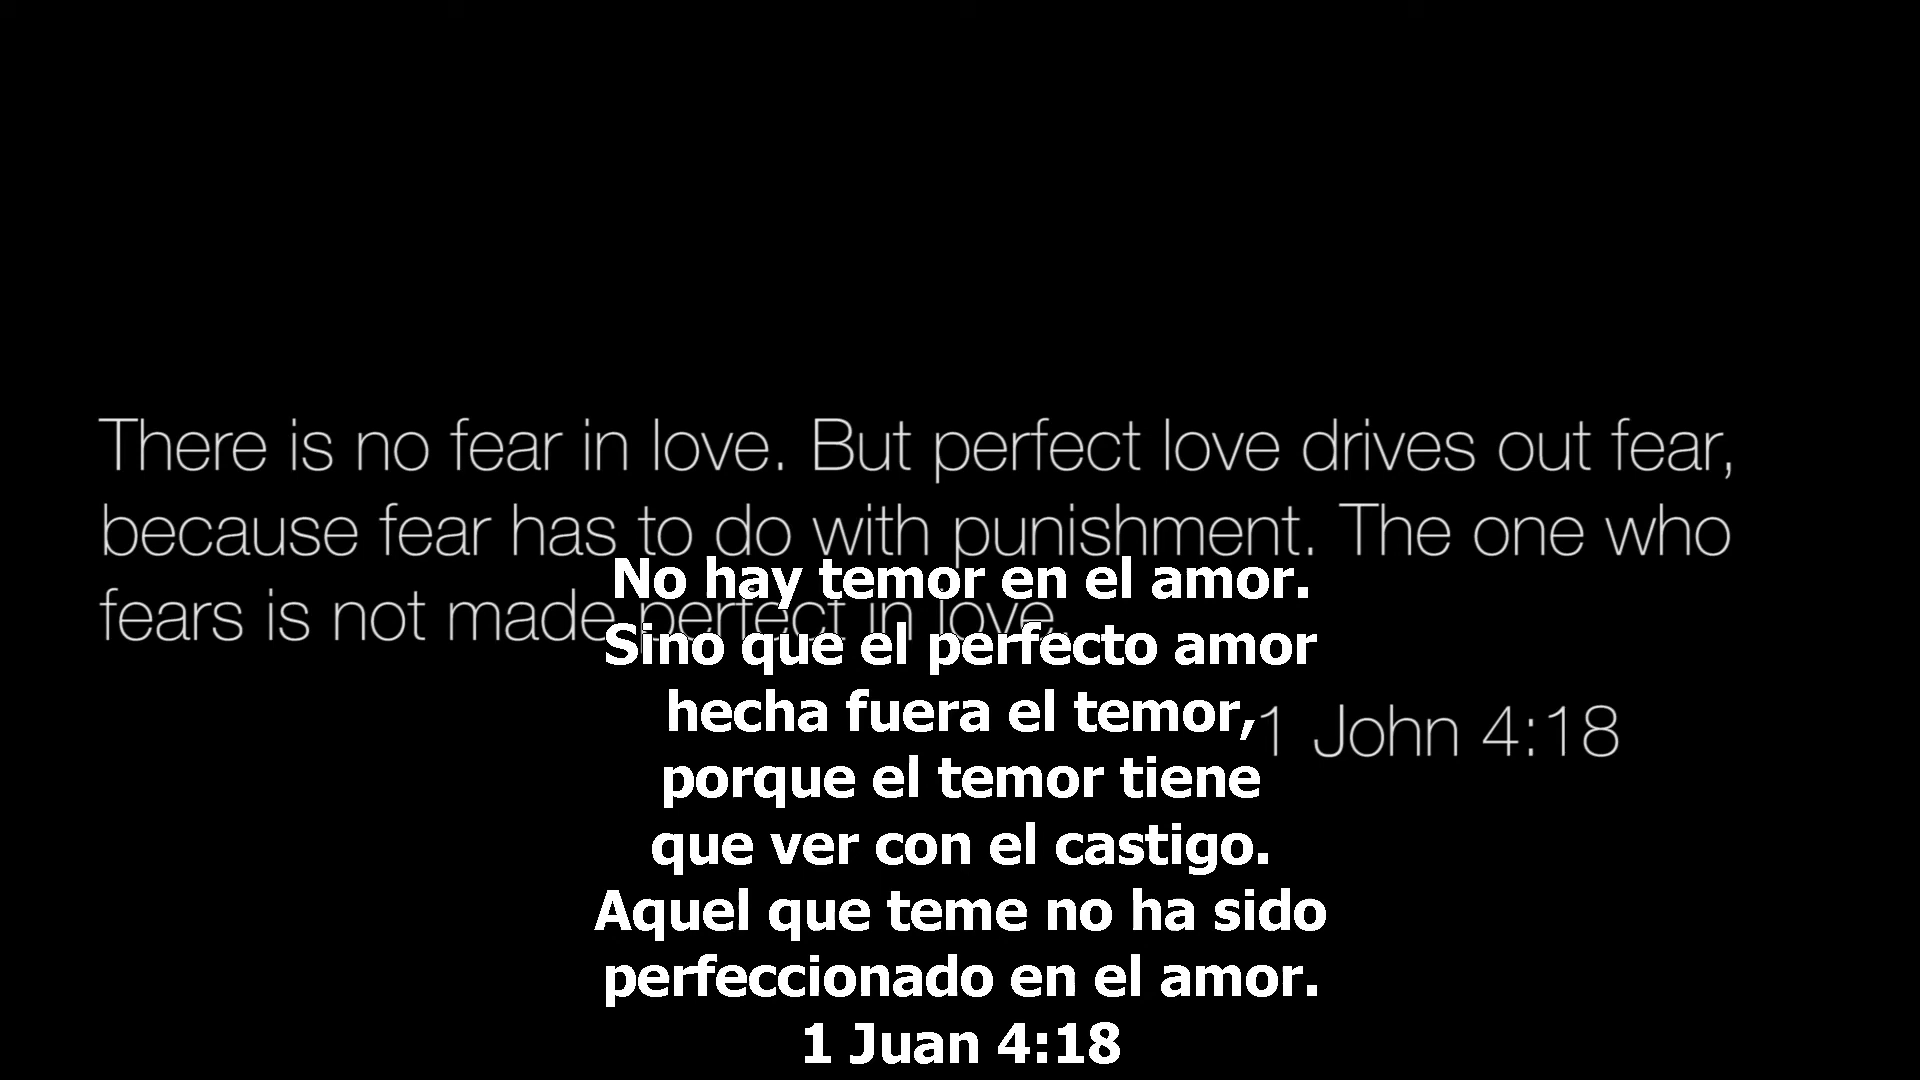 There is no fear in love. But perfect love drives out fear,
because fear has to do with punishment. The one who
fears is not made perfect in love.
1 John 4:18
No hay temor en el amor.
Sino que el perfecto amor
hecha fuera el temor,
porque el temor tiene
que ver con el castigo.
Aquel que teme no ha sido
perfeccionado en el amor.
1 Juan 4:18